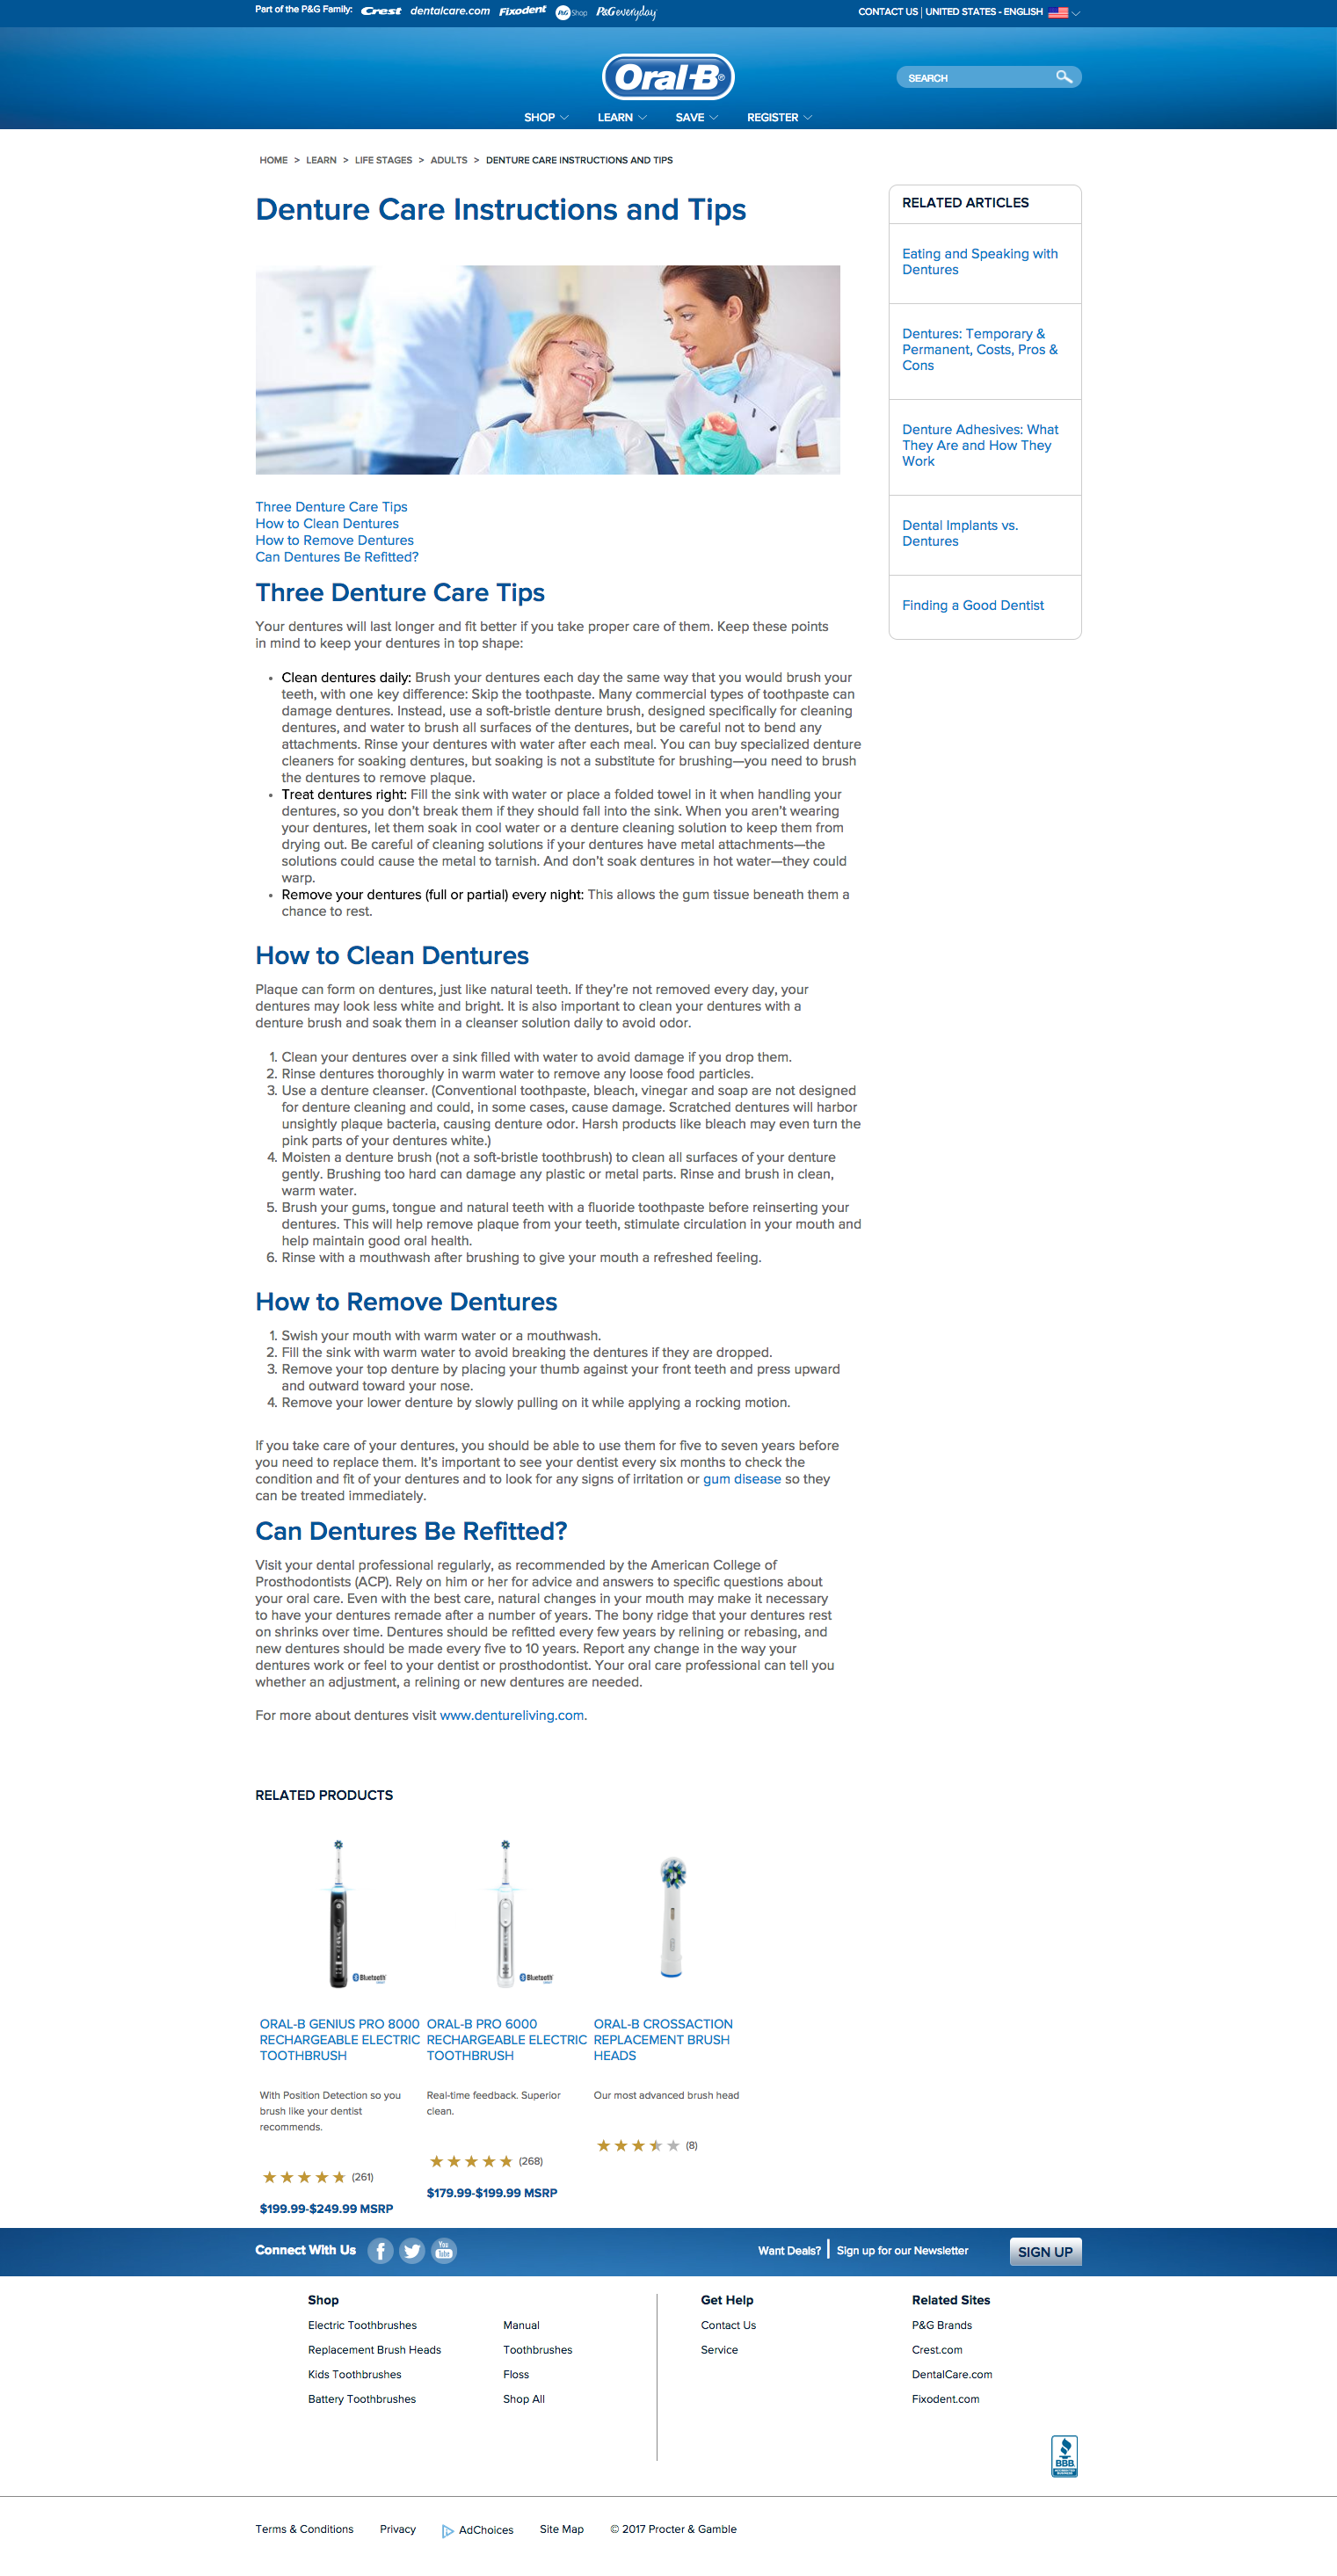 Part of the P&G Family: Crest dentalcare.com Fixodent P&G Shop P&G everyday
CONTACT US | UNITED STATES - ENGLISH
Oral-B®
SEARCH
SHOP LEARN SAVE REGISTER
HOME > LEARN > LIFE STAGES > ADULTS > DENTURE CARE INSTRUCTIONS AND TIPS
Denture Care Instructions and Tips
Three Denture Care Tips
How to Clean Dentures
How to Remove Dentures
Can Dentures Be Refitted?
Three Denture Care Tips
Your dentures will last longer and fit better if you take proper care of them. Keep these points
in mind to keep your dentures in top shape:
• Clean dentures daily: Brush your dentures each day the same way that you would brush your
teeth, with one key difference: Skip the toothpaste. Many commercial types of toothpaste can
damage dentures. Instead, use a soft-bristle denture brush, designed specifically for cleaning
dentures, and water to brush all surfaces of the dentures, but be careful not to bend any
attachments. Rinse your dentures with water after each meal. You can buy specialized denture
cleaners for soaking dentures, but soaking is not a substitute for brushing—you need to brush
the dentures to remove plaque.
• Treat dentures right: Fill the sink with water or place a folded towel in it when handling your
dentures, so you don't break them if they should fall into the sink. When you aren't wearing
your dentures, let them soak in cool water or a denture cleaning solution to keep them from
drying out. Be careful of cleaning solutions if your dentures have metal attachments—the
solutions could cause the metal to tarnish. And don't soak dentures in hot water—they could
warp.
• Remove your dentures (full or partial) every night: This allows the gum tissue beneath them a
chance to rest.
How to Clean Dentures
Plaque can form on dentures, just like natural teeth. If they're not removed every day, your
dentures may look less white and bright. It is also important to clean your dentures with a
denture brush and soak them in a cleanser solution daily to avoid odor.
1. Clean your dentures over a sink filled with water to avoid damage if you drop them.
2. Rinse dentures thoroughly in warm water to remove any loose food particles.
3. Use a denture cleanser. (Conventional toothpaste, bleach, vinegar and soap are not designed
for denture cleaning and could, in some cases, cause damage. Scratched dentures will harbor
unsightly plaque bacteria, causing denture odor. Harsh products like bleach may even turn the
pink parts of your dentures white.)
4. Moisten a denture brush (not a soft-bristle toothbrush) to clean all surfaces of your denture
gently. Brushing too hard can damage any plastic or metal parts. Rinse and brush in clean,
warm water.
5. Brush your gums, tongue and natural teeth with a fluoride toothpaste before reinserting your
dentures. This will help remove plaque from your teeth, stimulate circulation in your mouth and
help maintain good oral health.
6. Rinse with a mouthwash after brushing to give your mouth a refreshed feeling.
How to Remove Dentures
1. Swish your mouth with warm water or a mouthwash.
2. Fill the sink with warm water to avoid breaking the dentures if they are dropped.
3. Remove your top denture by placing your thumb against your front teeth and press upward
and outward toward your nose.
4. Remove your lower denture by slowly pulling on it while applying a rocking motion.
If you take care of your dentures, you should be able to use them for five to seven years before
you need to replace them. It's important to see your dentist every six months to check the
condition and fit of your dentures and to look for any signs of irritation or gum disease so they
can be treated immediately.
Can Dentures Be Refitted?
Visit your dental professional regularly, as recommended by the American College of
Prosthodontists (ACP). Rely on him or her for advice and answers to specific questions about
your oral care. Even with the best care, natural changes in your mouth may make it necessary
to have your dentures remade after a number of years. The bony ridge that your dentures rest
on shrinks over time. Dentures should be refitted every few years by relining or rebasing, and
new dentures should be made every five to 10 years. Report any change in the way your
dentures work or feel to your dentist or prosthodontist. Your oral care professional can tell you
whether an adjustment, a relining or new dentures are needed.
For more about dentures visit www.dentureliving.com.
RELATED ARTICLES
Eating and Speaking with
Dentures
Dentures: Temporary &
Permanent, Costs, Pros &
Cons
Denture Adhesives: What
They Are and How They
Work
Dental Implants vs.
Dentures
Finding a Good Dentist
RELATED PRODUCTS
Bluetooth
ORAL-B GENIUS PRO 8000
RECHARGEABLE ELECTRIC
TOOTHBRUSH
With Position Detection so you
brush like your dentist
recommends.
(261)
$199.99-$249.99 MSRP
Bluetooth
ORAL-B PRO 6000
RECHARGEABLE ELECTRIC
TOOTHBRUSH
Real-time feedback. Superior
clean.
(268)
$179.99-$199.99 MSRP
ORAL-B CROSSACTION
REPLACEMENT BRUSH
HEADS
Our most advanced brush head
(8)
Connect With Us
You Tube
Want Deals? | Sign up for our Newsletter
SIGN UP
Shop
Electric Toothbrushes
Replacement Brush Heads
Kids Toothbrushes
Battery Toothbrushes
Manual
Toothbrushes
Floss
Shop All
Get Help
Contact Us
Service
Related Sites
P&G Brands
Crest.com
DentalCare.com
Fixodent.com
BBB
Terms & Conditions Privacy AdChoices Site Map © 2017 Procter & Gamble